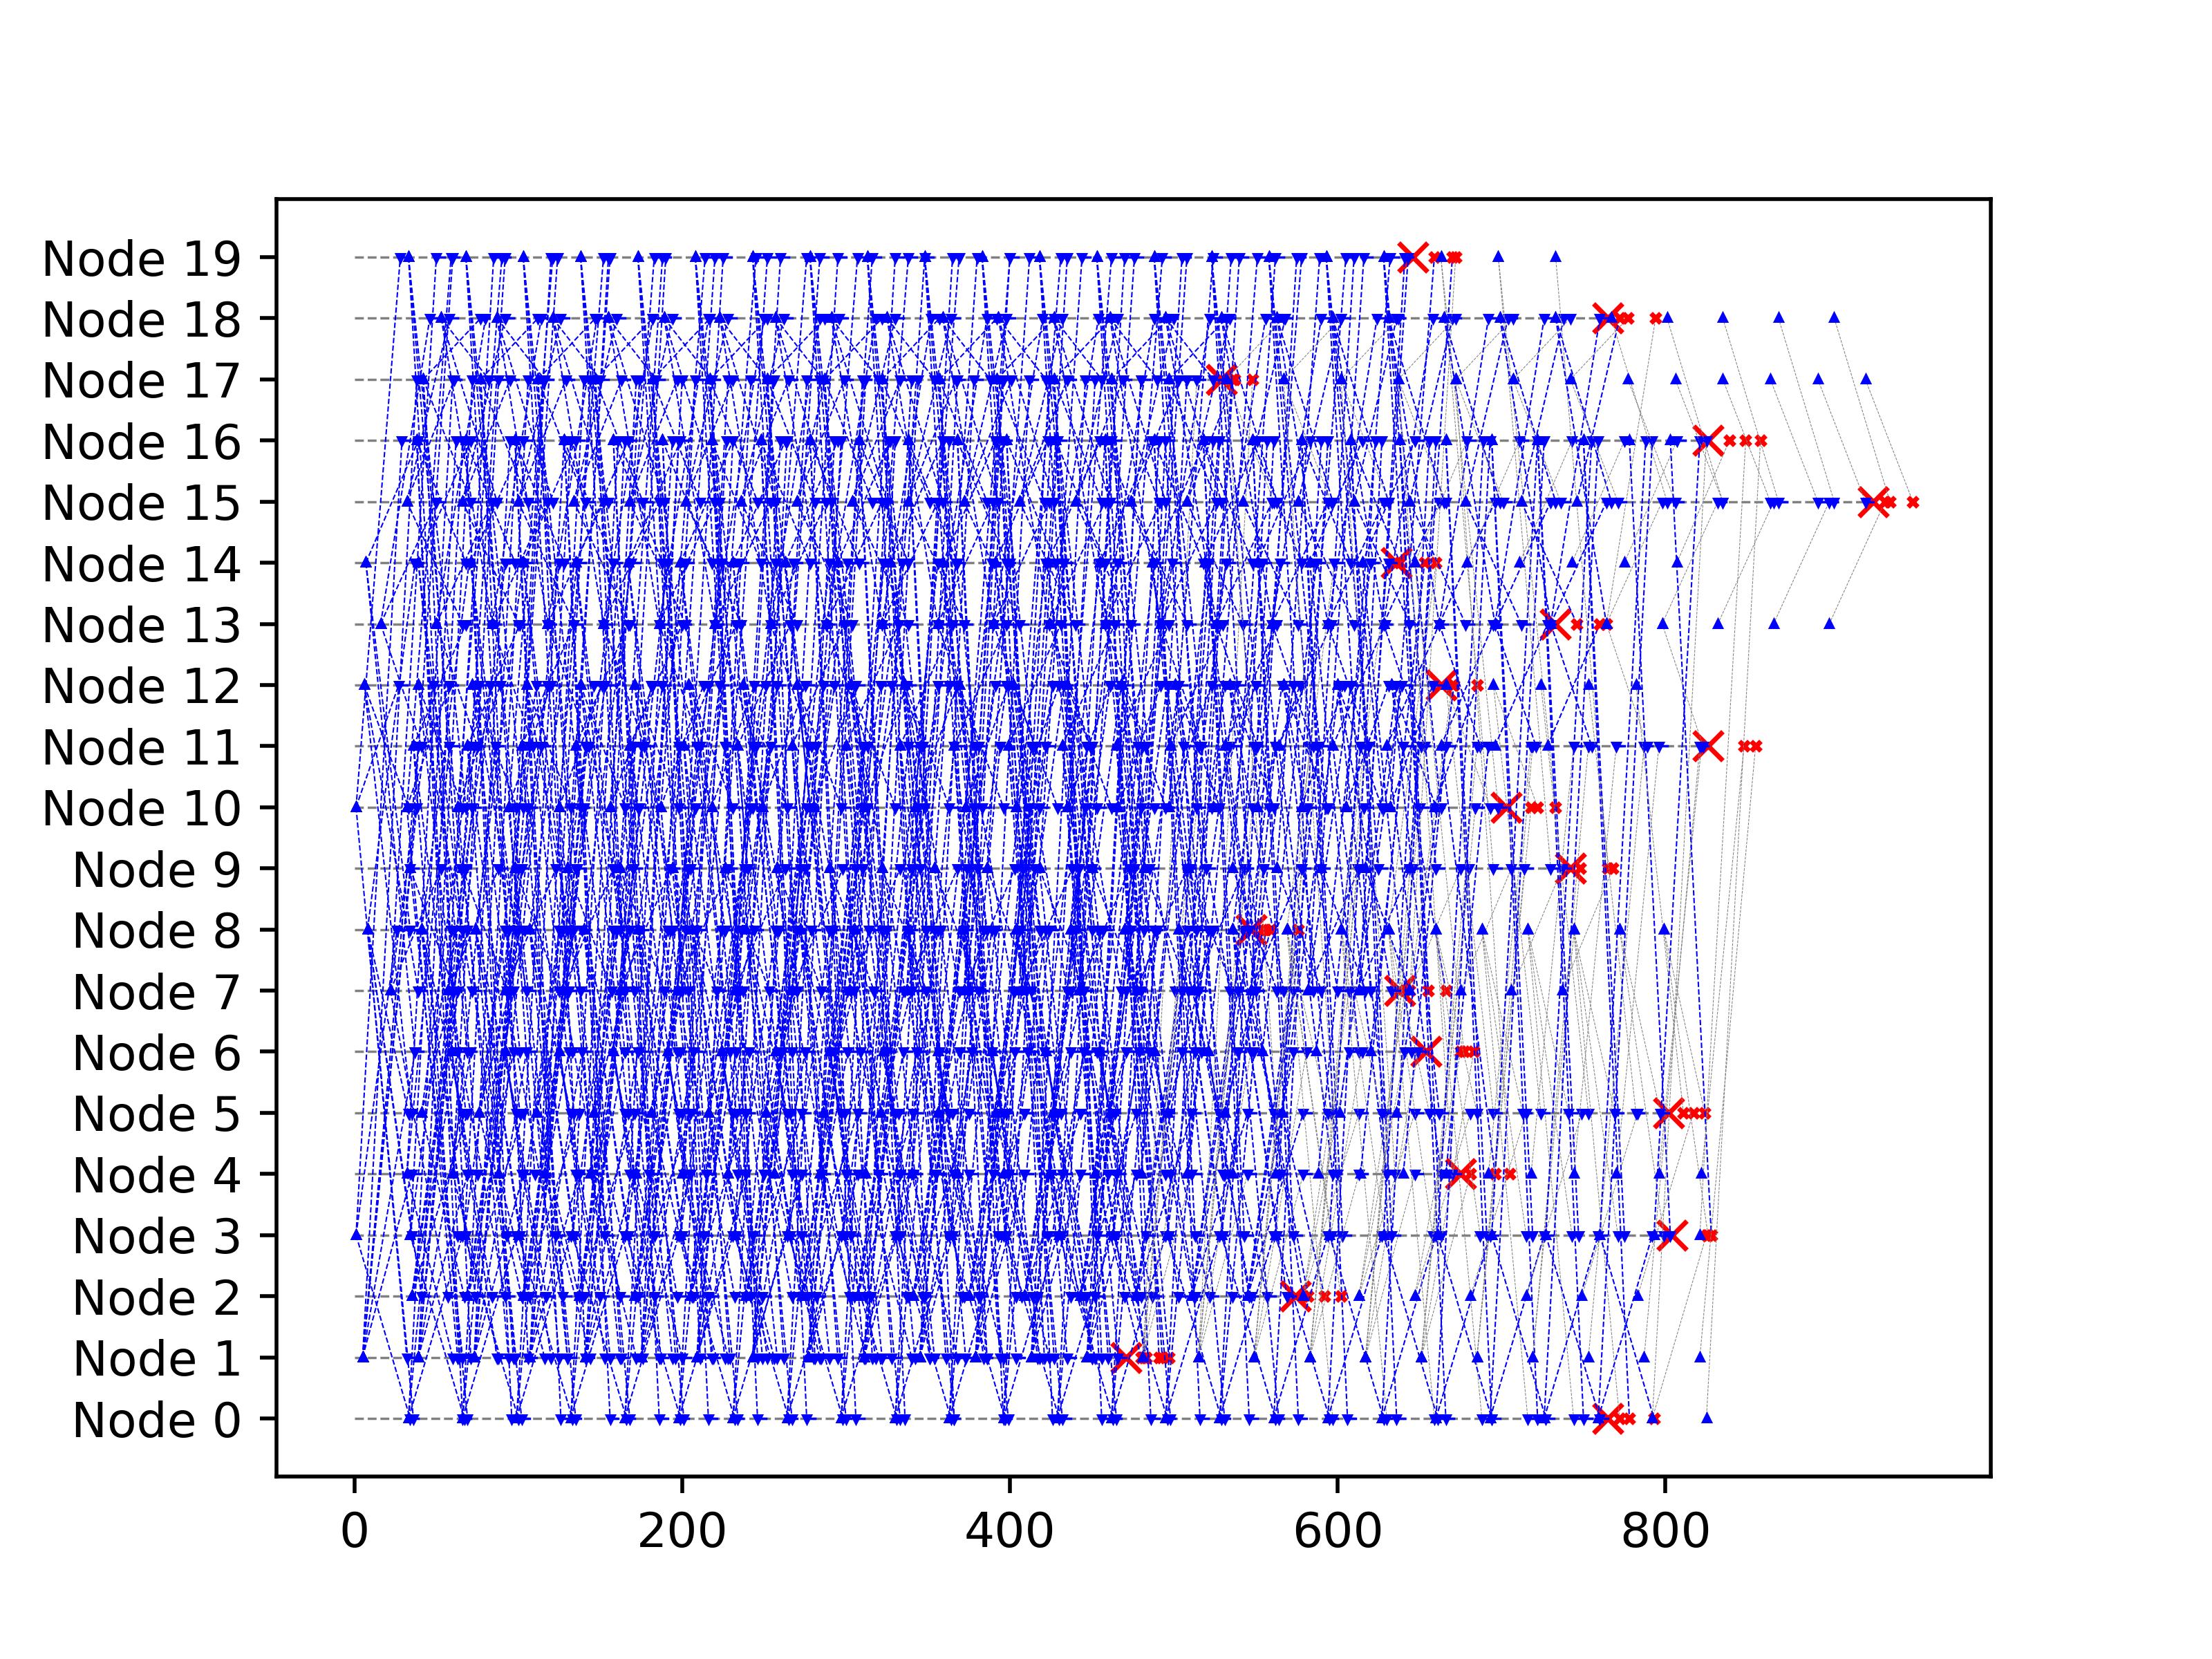 Node 19
Node 18
Node 17
Node 16
Node 15
Node 14
Node 13
Node 12
Node 11
Node 10
Node 9
Node 8
Node 7
Node 6
Node 5
Node 4
Node 3
Node 2
Node 1
Node 0
0 200 400 600 800